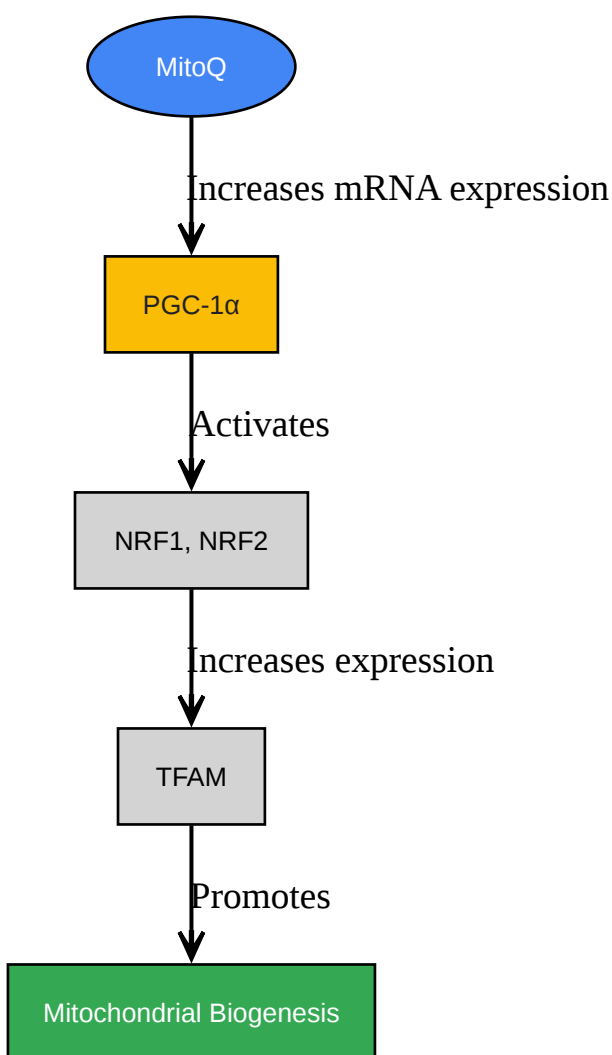 MitoQ
Increases mRNA expression
PGC-1α
Activates
NRF1, NRF2
Increases expression
TFAM
Promotes
Mitochondrial Biogenesis